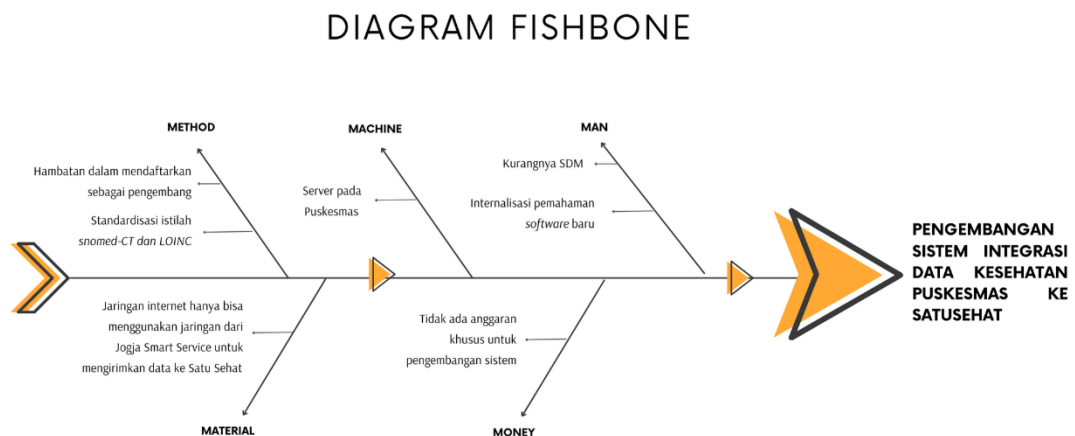 DIAGRAM FISHBONE
METHOD
Hambatan dalam mendaftarkan
sebagai pengembang
Standardisasi istilah
snomed-CT dan LOINC
MACHINE
Server pada
Puskesmas
MAN
Kurangnya SDM
Internalisasi pemahaman
software baru
PENGEMBANGAN
SISTEM INTEGRASI
DATA KESEHATAN
PUSKESMAS KE
SATUSEHAT
Jaringan internet hanya bisa
menggunakan jaringan dari
Jogja Smart Service untuk
mengirimkan data ke Satu Sehat
MATERIAL
Tidak ada anggaran
khusus untuk
pengembangan sistem
MONEY